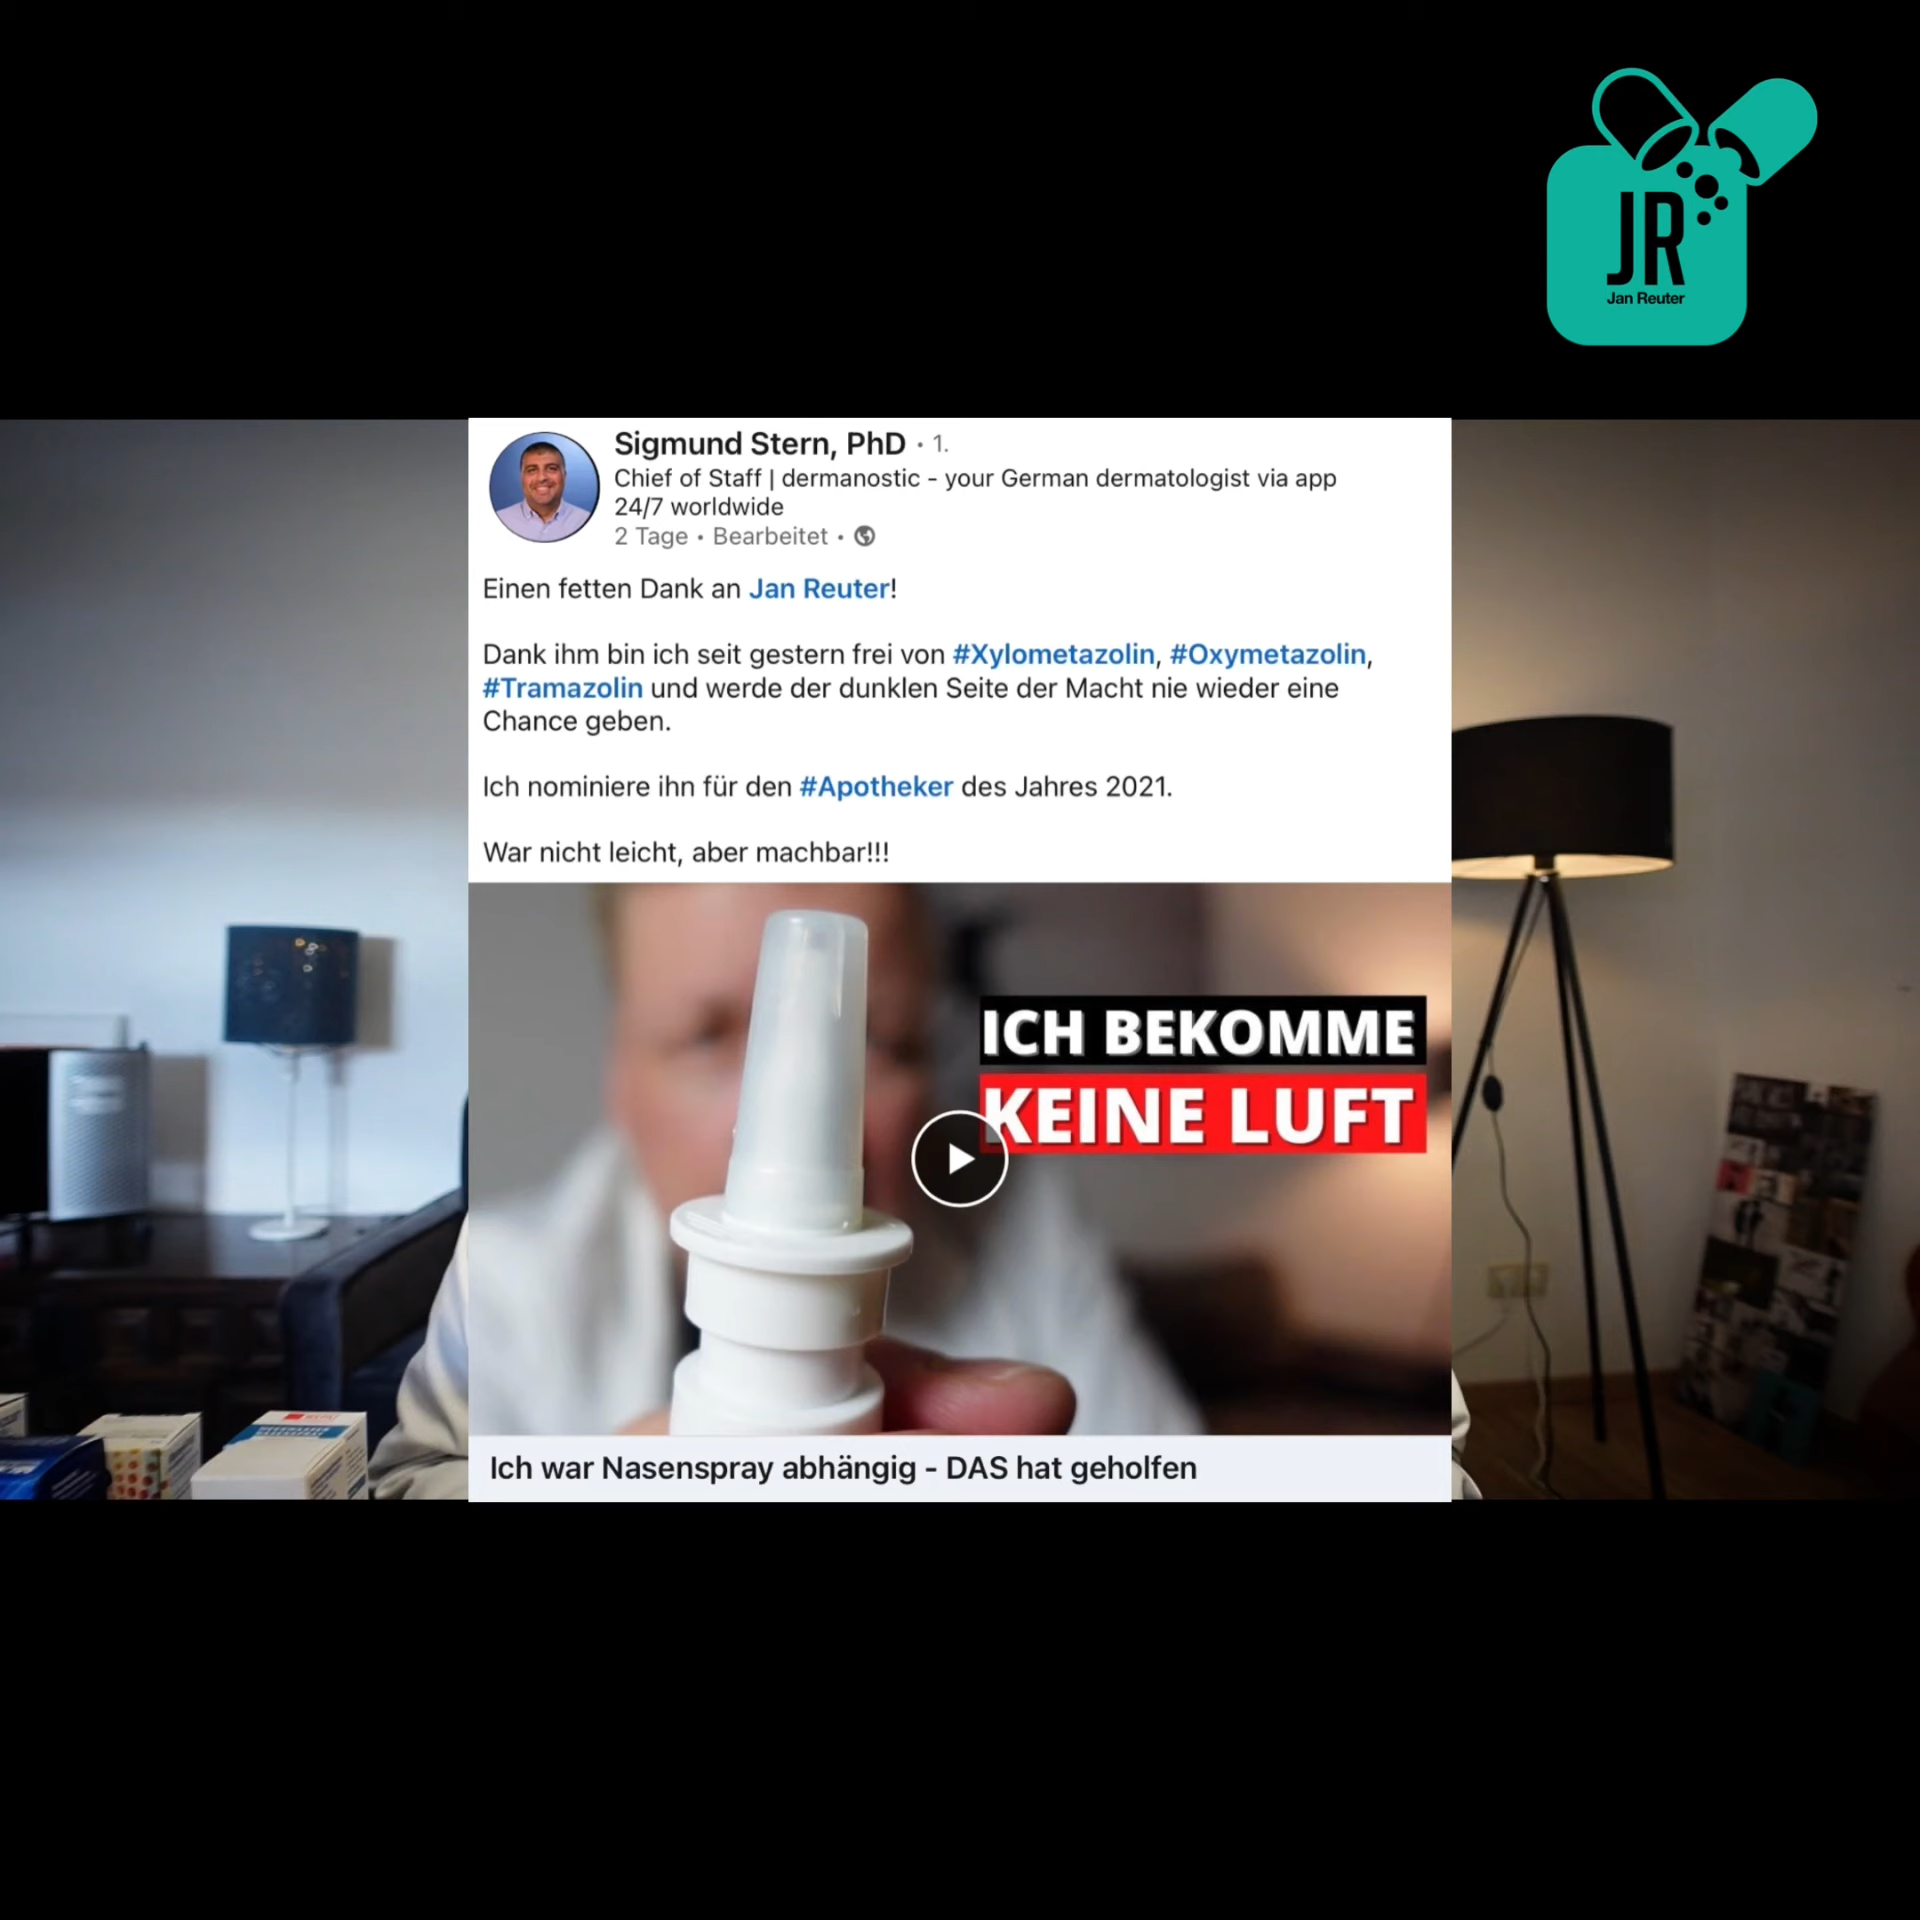 JR
Jan Reuter
Sigmund Stern, PhD • 1.
Chief of Staff | dermanostic - your German dermatologist via app
24/7 worldwide
2 Tage • Bearbeitet •
Einen fetten Dank an Jan Reuter!
Dank ihm bin ich seit gestern frei von #Xylometazolin, #Oxymetazolin,
#Tramazolin und werde der dunklen Seite der Macht nie wieder eine
Chance geben.
Ich nominiere ihn für den #Apotheker des Jahres 2021.
War nicht leicht, aber machbar!!!
ICH BEKOMME
KEINE LUFT
Ich war Nasenspray abhängig - DAS hat geholfen